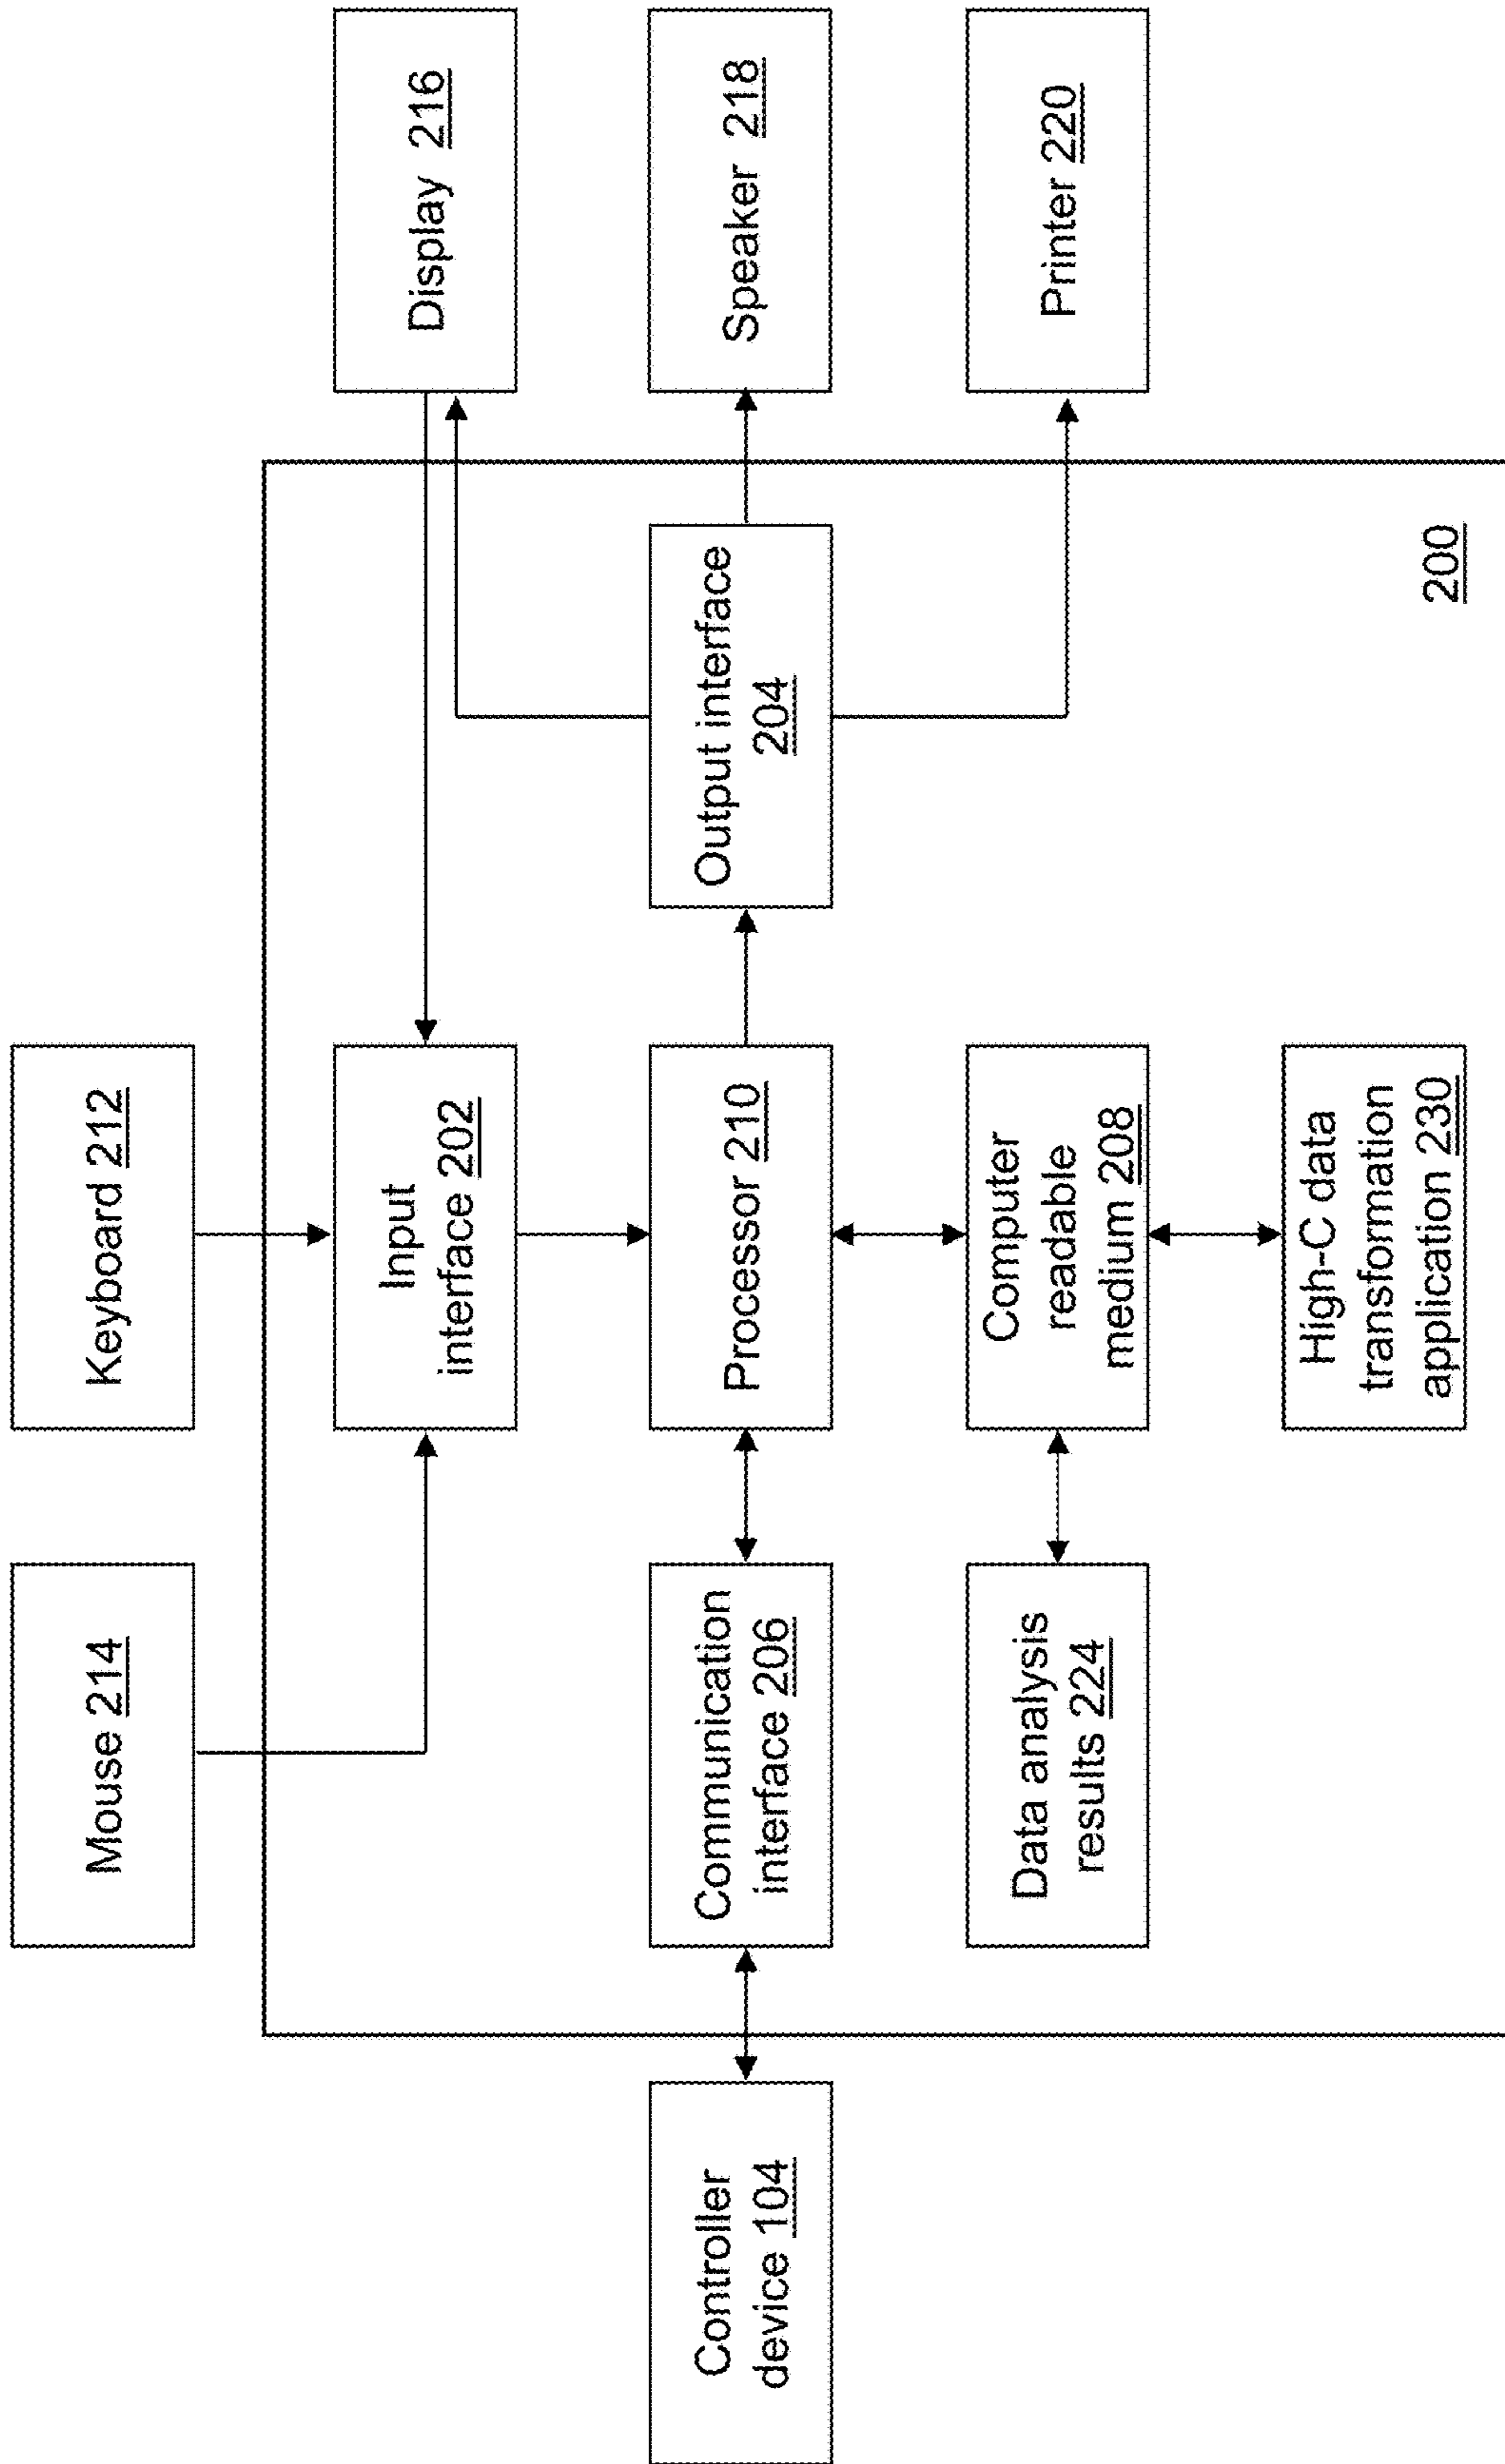 Mouse 214
Keyboard 212
Input
interface 202
Display 216
Controller
device 104
Communication
interface 206
Processor 210
Output interface
204
Speaker 218
Data analysis
results 224
Computer
readable
medium 208
Printer 220
High-C data
transformation
application 230
200